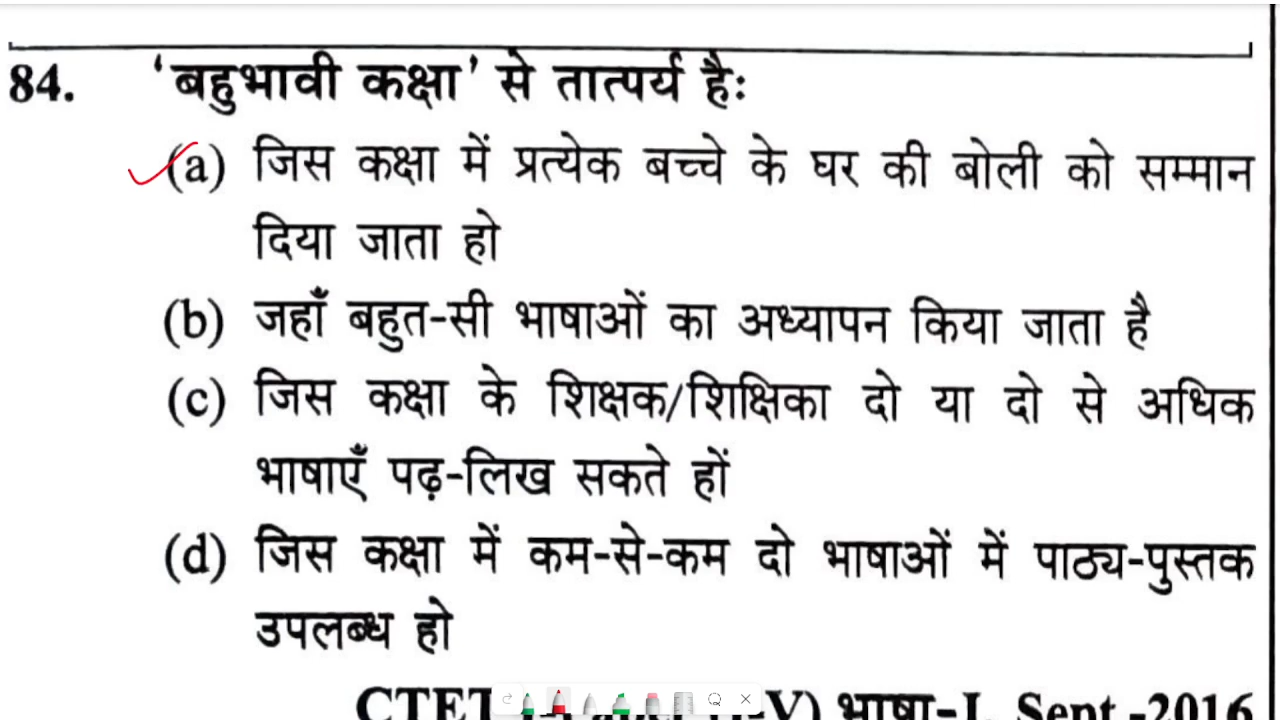 84. ‘बहुभावी कक्षा’ से तात्पर्य है:
(a) जिस कक्षा में प्रत्येक बच्चे के घर की बोली को सम्मान
दिया जाता हो
(b) जहाँ बहुत-सी भाषाओं का अध्यापन किया जाता है
(c) जिस कक्षा के शिक्षक/शिक्षिका दो या दो से अधिक
भाषाएँ पढ़-लिख सकते हों
(d) जिस कक्षा में कम-से-कम दो भाषाओं में पाठ्य-पुस्तक
उपलब्ध हो
CTET V) भाषा-I, Sept.-2016